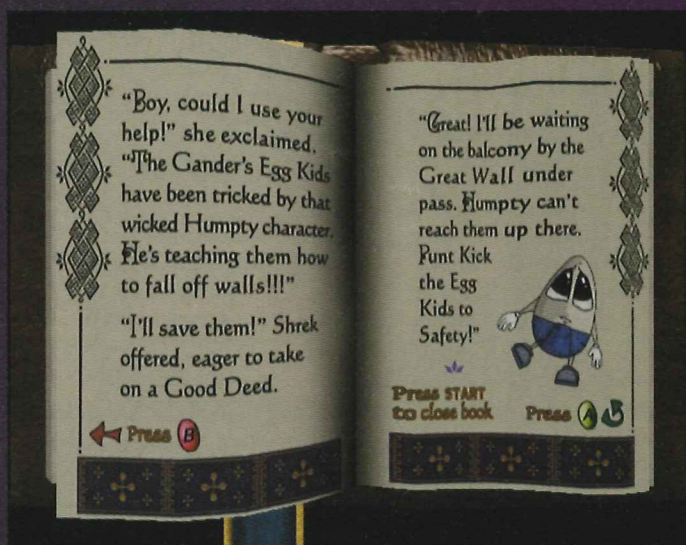 “Boy, could I use your
help!” she exclaimed,
“The Gander's Egg Kids
have been tricked by that
wicked Humpty character.
He's teaching them how
to fall off walls!!!”
“I'll save them!” Shrek
offered, eager to take
on a Good Deed.
Press B
“Great! I'll be waiting
on the balcony by the
Great Wall under
pass. Humpty can't
reach them up there.
Punt Kick
the Egg
Kids to
Safety!”
Press START
to close book
Press A